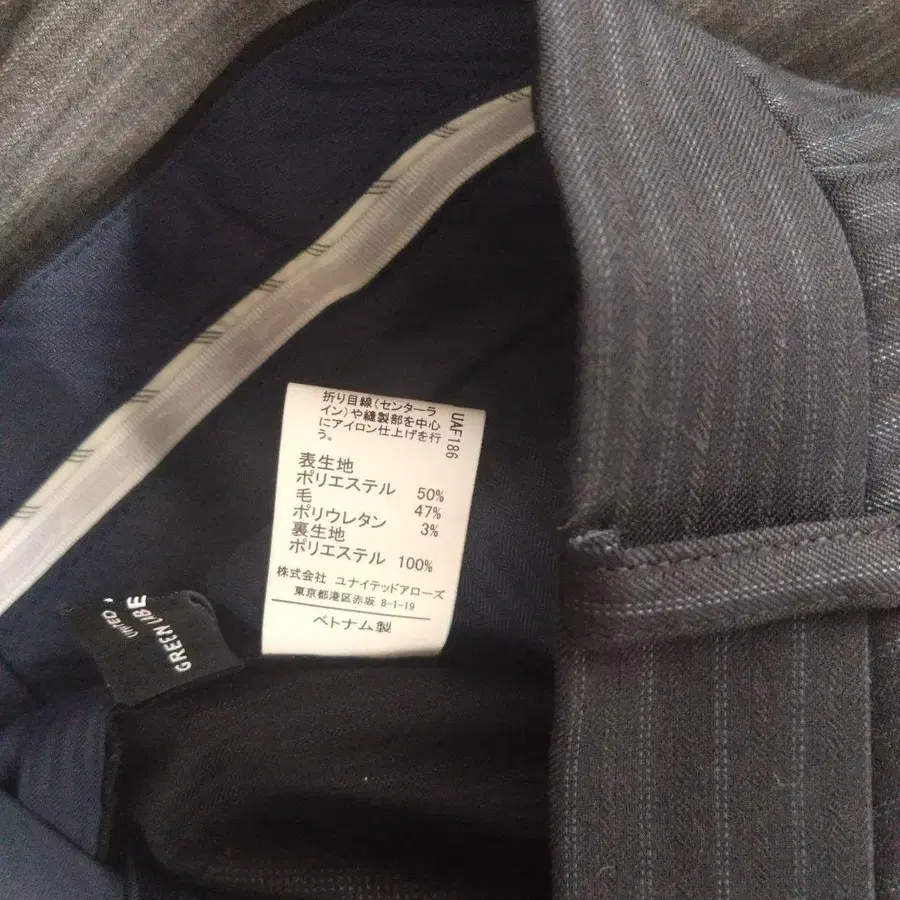 UAF186
折り目線(センターラ
イン)や縫製部を中心
にアイロン仕上げを行
う。
表生地
ポリエステル 50%
毛 47%
ポリウレタン 3%
裏生地
ポリエステル 100%
株式会社 ユナイテッドアローズ
東京都港区赤坂 8-1-19
ベトナム製
UNITED
GREEN